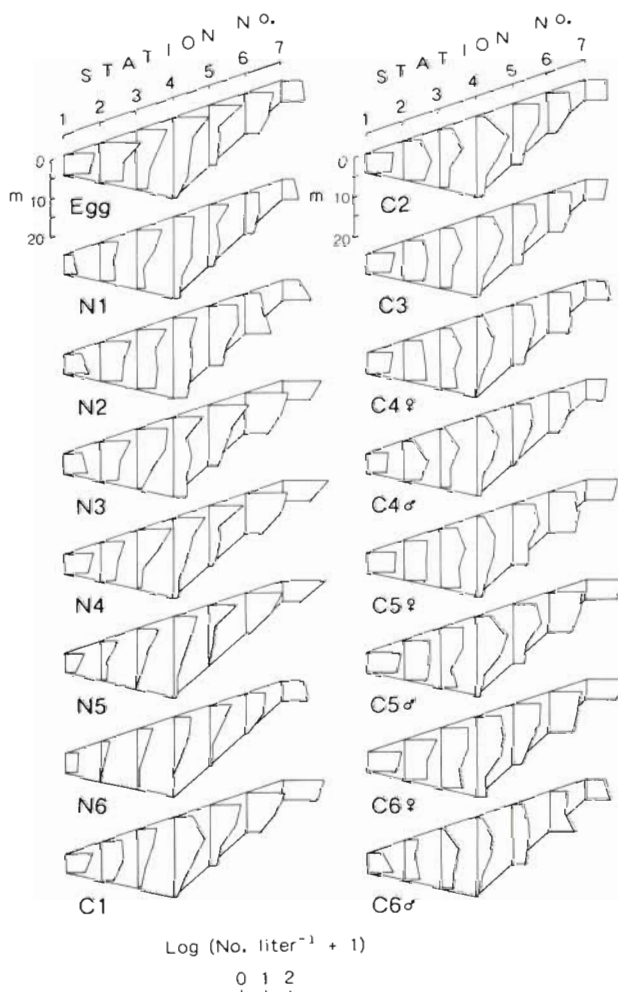 STATION No.
1 2 3 4 5 6 7
0
m 10
20
Egg
N1
N2
N3
N4
N5
N6
C1
STATION No.
1 2 3 4 5 6 7
0
m 10
20
C2
C3
C4♀
C4♂
C5♀
C5♂
C6♀
C6♂
Log (No. liter⁻¹ + 1)
0 1 2